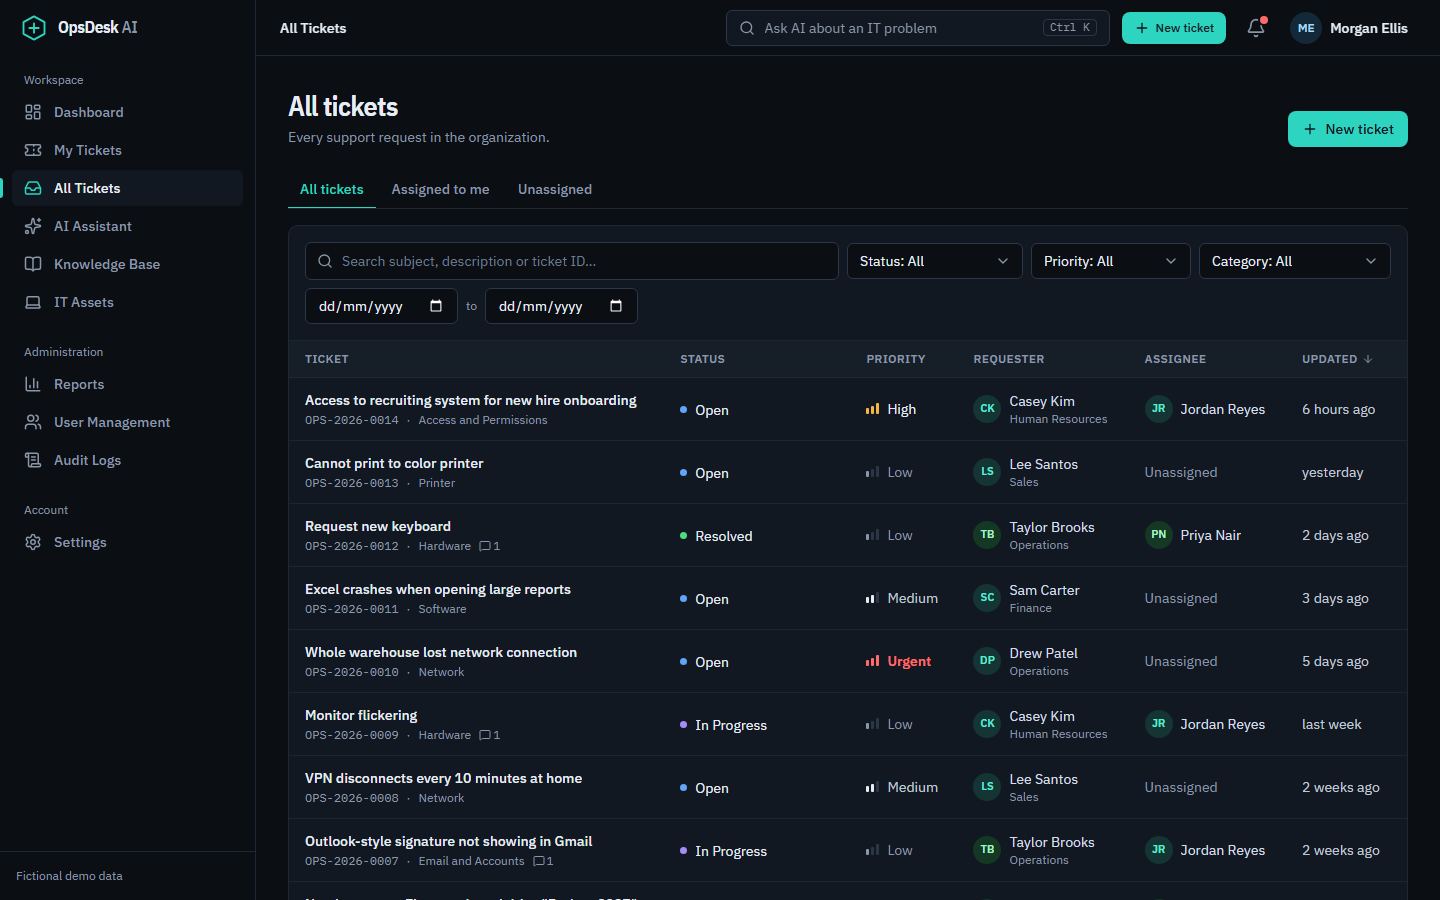 OpsDesk AI
All Tickets
Ask AI about an IT problem
Ctrl K
New ticket
ME
Morgan Ellis
Workspace
Dashboard
My Tickets
All Tickets
AI Assistant
Knowledge Base
IT Assets
Administration
Reports
User Management
Audit Logs
Account
Settings
Fictional demo data
All tickets
Every support request in the organization.
New ticket
All tickets
Assigned to me
Unassigned
Search subject, description or ticket ID...
Status: All
Priority: All
Category: All
dd/mm/yyyy
to
dd/mm/yyyy
TICKET STATUS PRIORITY REQUESTER ASSIGNEE UPDATED ↓
Access to recruiting system for new hire onboarding
OPS-2026-0014 · Access and Permissions
Open
High
CK
Casey Kim
Human Resources
JR
Jordan Reyes
6 hours ago
Cannot print to color printer
OPS-2026-0013 · Printer
Open
Low
LS
Lee Santos
Sales
Unassigned
yesterday
Request new keyboard
OPS-2026-0012 · Hardware 1
Resolved
Low
TB
Taylor Brooks
Operations
PN
Priya Nair
2 days ago
Excel crashes when opening large reports
OPS-2026-0011 · Software
Open
Medium
SC
Sam Carter
Finance
Unassigned
3 days ago
Whole warehouse lost network connection
OPS-2026-0010 · Network
Open
Urgent
DP
Drew Patel
Operations
Unassigned
5 days ago
Monitor flickering
OPS-2026-0009 · Hardware 1
In Progress
Low
CK
Casey Kim
Human Resources
JR
Jordan Reyes
last week
VPN disconnects every 10 minutes at home
OPS-2026-0008 · Network
Open
Medium
LS
Lee Santos
Sales
Unassigned
2 weeks ago
Outlook-style signature not showing in Gmail
OPS-2026-0007 · Email and Accounts 1
In Progress
Low
TB
Taylor Brooks
Operations
JR
Jordan Reyes
2 weeks ago